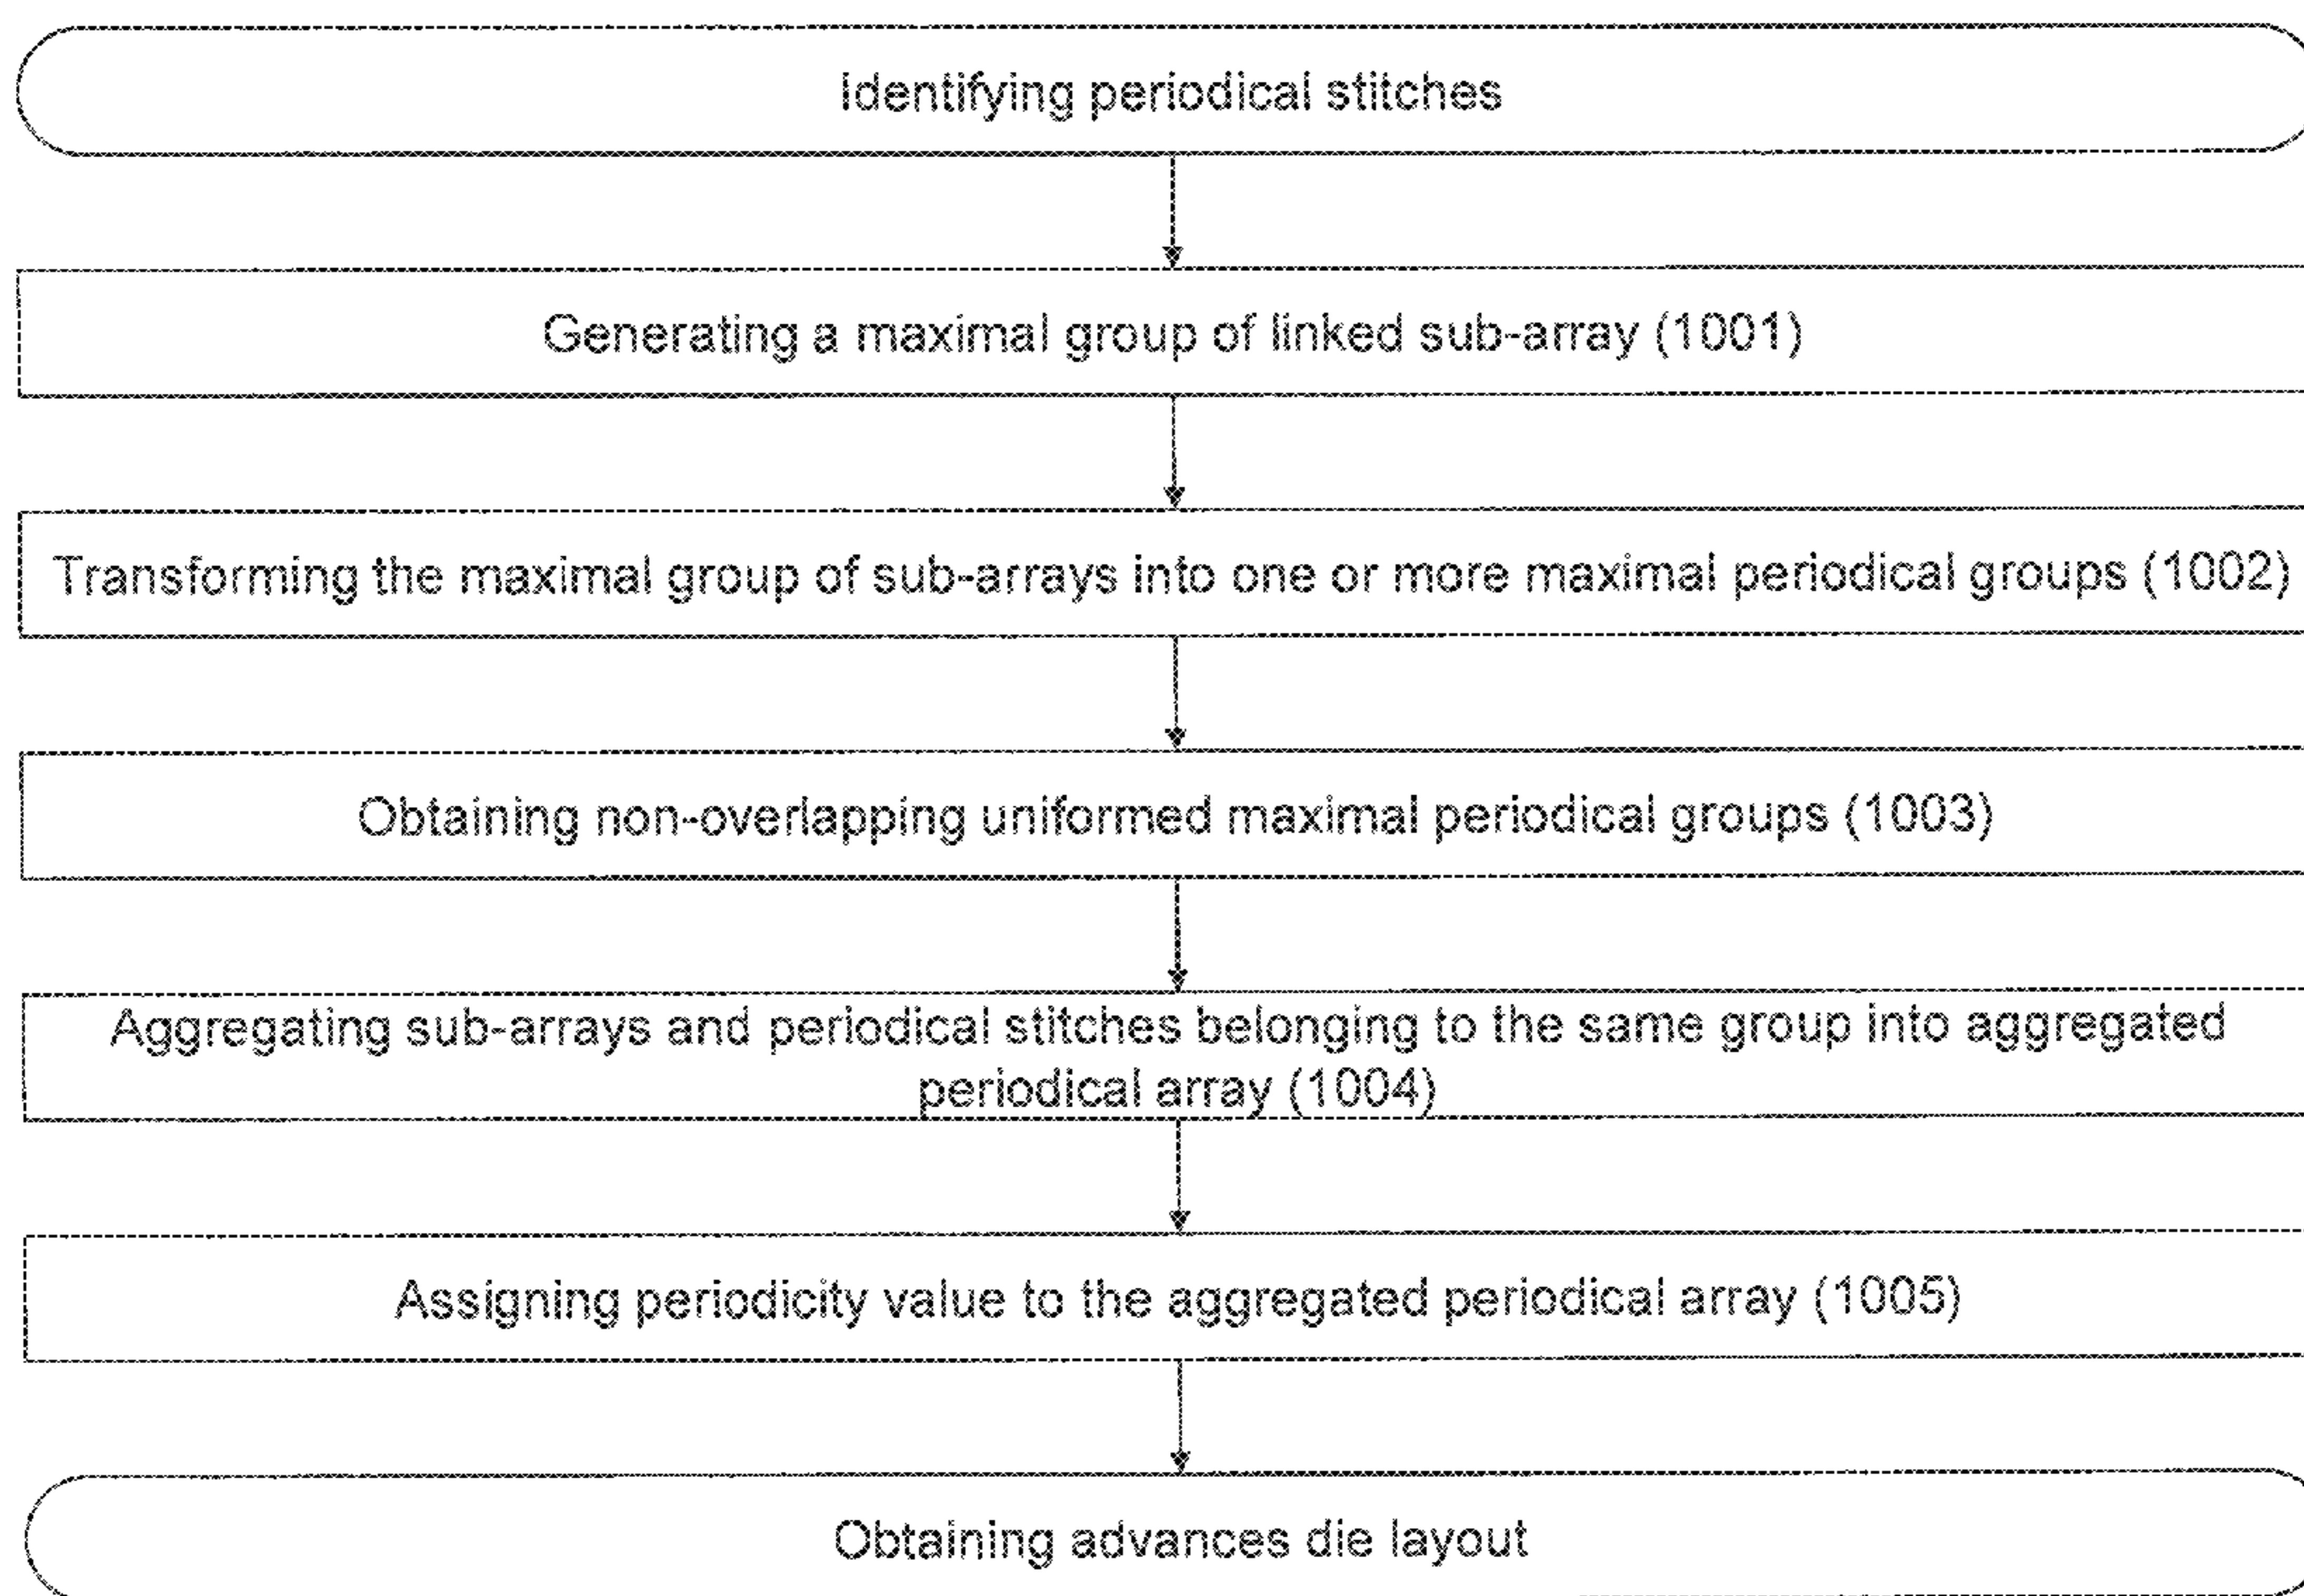 Identifying periodical stitches
Generating a maximal group of linked sub-array (1001)
Transforming the maximal group of sub-arrays into one or more maximal periodical groups (1002)
Obtaining non-overlapping uniformed maximal periodical groups (1003)
Aggregating sub-arrays and periodical stitches belonging to the same group into aggregated
periodical array (1004)
Assigning periodicity value to the aggregated periodical array (1005)
Obtaining advances die layout